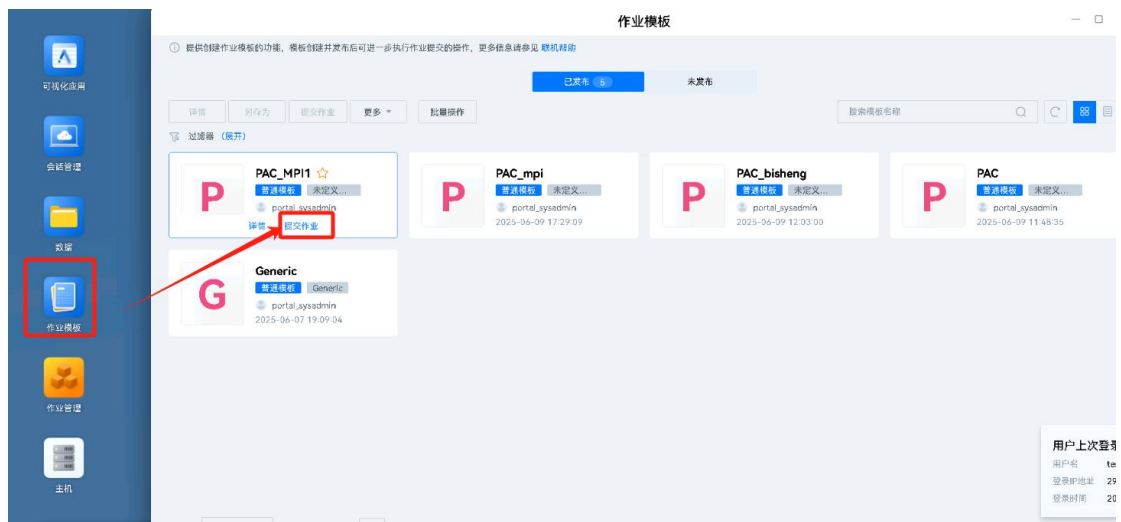 作业模板
提供创建作业模板的功能，模板创建并发布后可进一步执行作业提交的操作，更多信息请参见 联机帮助
已发布 5 未发布
详情 另存为 提交作业 更多 批量操作 搜索模板名称
过滤器 (展开)
可视化应用
会话管理
数据
作业模板
作业管理
主机
P
PAC_MPI1
普通模板 未定义...
portal_sysadmin
详情 提交作业
P
PAC_mpi
普通模板 未定义...
portal_sysadmin
2025-06-09 17:29:09
P
PAC_bisheng
普通模板 未定义...
portal_sysadmin
2025-06-09 12:03:00
P
PAC
普通模板 未定义...
portal_sysadmin
2025-06-09 11:48:35
G
Generic
普通模板 Generic
portal_sysadmin
2025-06-07 19:09:04
用户上次登录
用户名 te
登录IP地址 29
登录时间 20